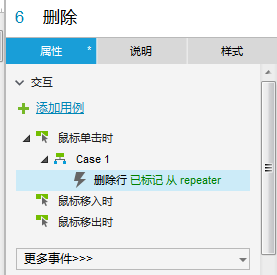 6 删除
属性 * 说明 样式
交互
添加用例
鼠标单击时
Case 1
删除行 已标记 从 repeater
鼠标移入时
鼠标移出时
更多事件>>>